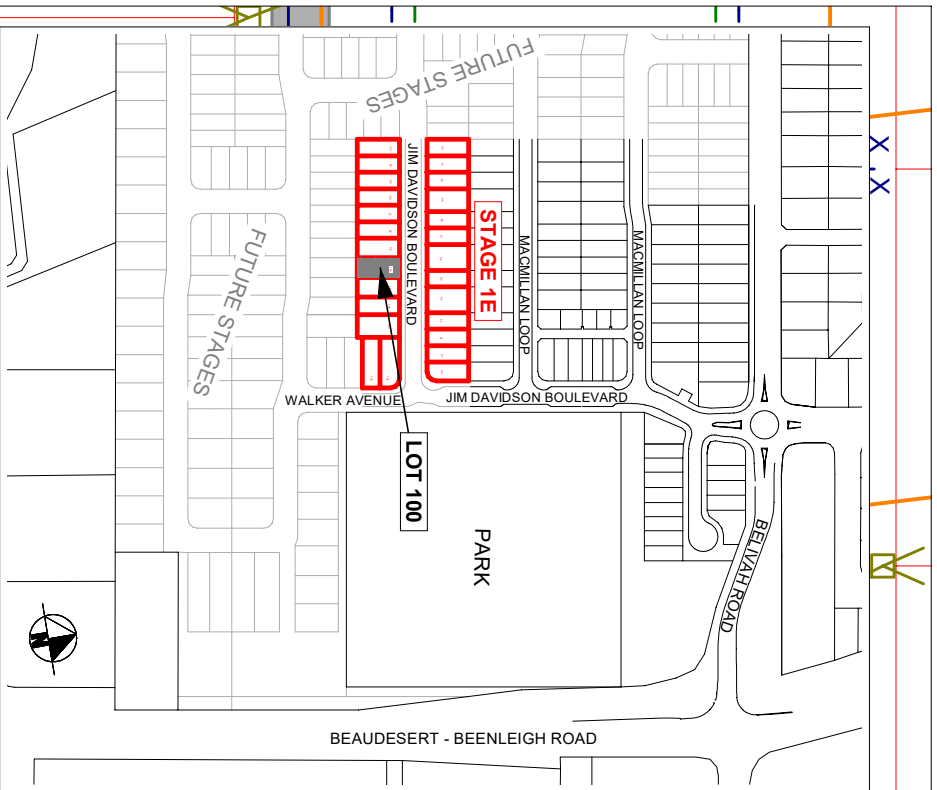 FUTURE STAGES
JIM DAVIDSON BOULEVARD
STAGE 1E
MACMILLAN LOOP
MACMILLAN LOOP
FUTURE STAGES
WALKER AVENUE
JIM DAVIDSON BOULEVARD
LOT 100
PARK
BELIVAH ROAD
N
BEAUDESERT - BEENLEIGH ROAD